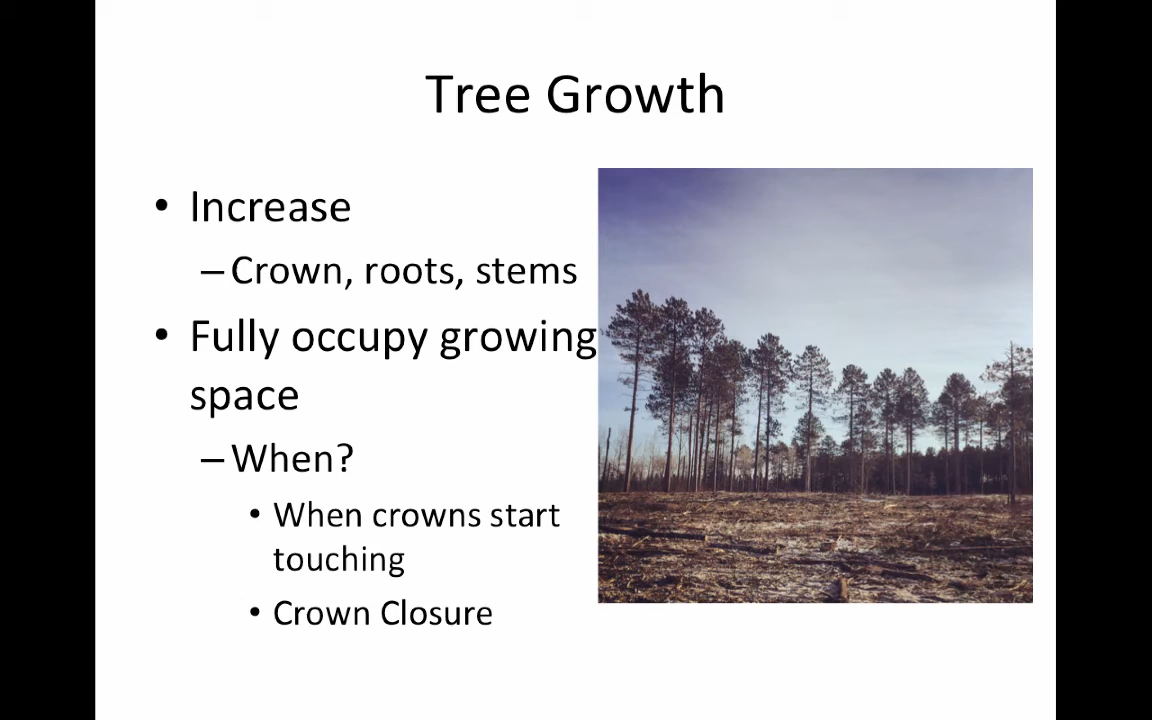 Tree Growth
• Increase
– Crown, roots, stems
• Fully occupy growing
space
– When?
• When crowns start
touching
• Crown Closure